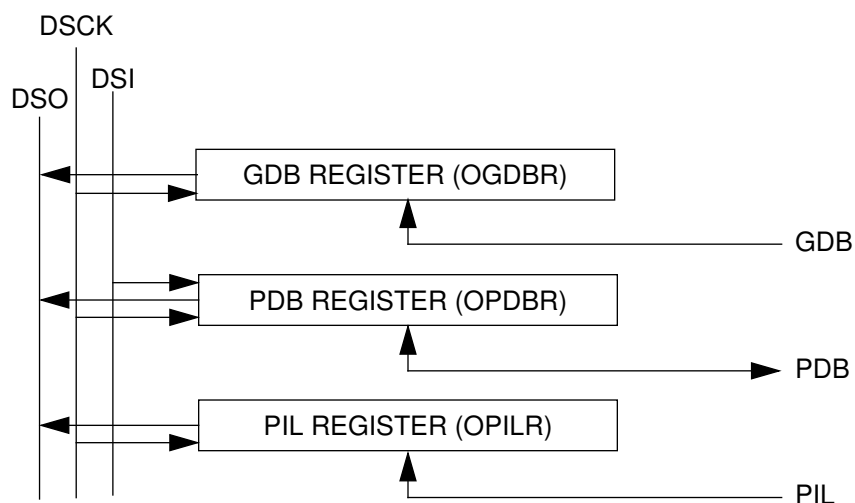 DSCK
DSI
DSO
GDB REGISTER (OGDBR)
GDB
PDB REGISTER (OPDBR)
PDB
PIL REGISTER (OPILR)
PIL